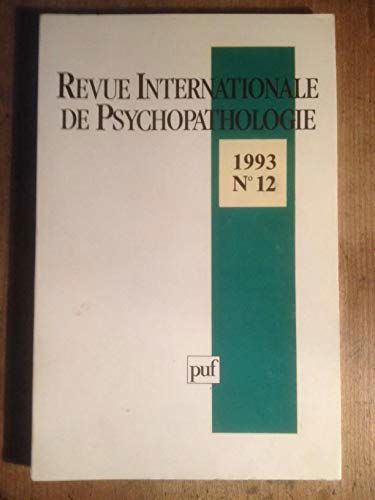 REVUE INTERNATIONALE
DE PSYCHOPATHOLOGIE
1993
N° 12
puf